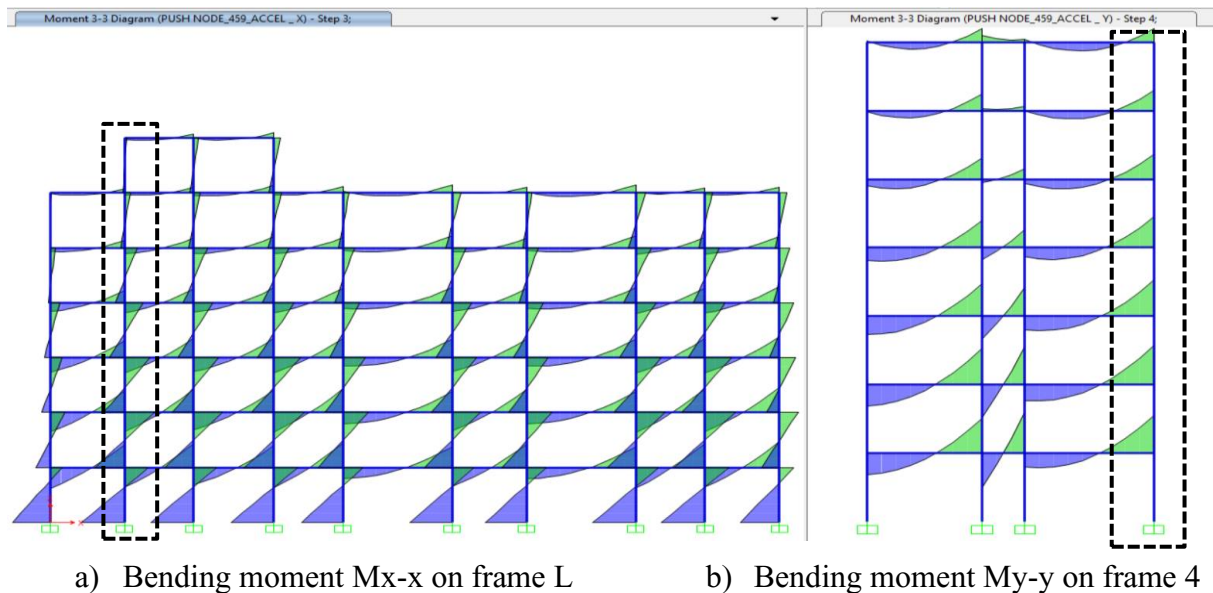 Moment 3-3 Diagram (PUSH NODE_459_ACCEL _ X) - Step 3;
Moment 3-3 Diagram (PUSH NODE_459_ACCEL _ Y) - Step 4;
X
a) Bending moment Mx-x on frame L
b) Bending moment My-y on frame 4